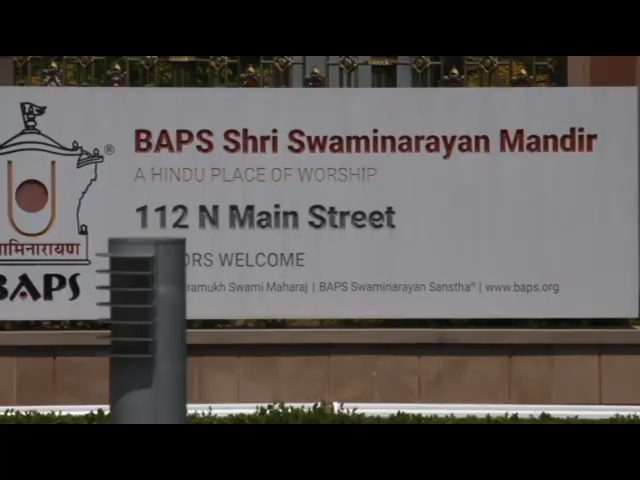 BAPS Shri Swaminarayan Mandir
A HINDU PLACE OF WORSHIP
112 N Main Street
WELCOME
Swami Maharaj | BAPS Swaminarayan Sanstha® | www.baps.org
®
BAPS